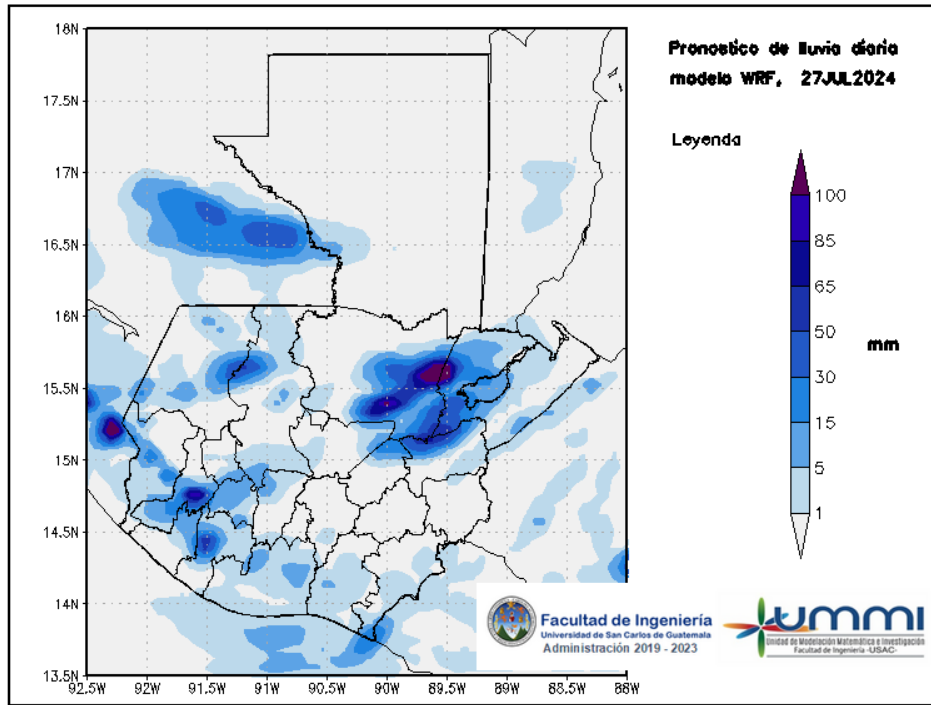 Pronostico de lluvia diaria
modelo WRF, 27JUL2024
Leyenda
100
85
65
50
30
15
5
1
mm
18N
17.5N
17N
16.5N
16N
15.5N
15N
14.5N
14N
13.5N
92.5W
92W
91.5W
91W
90.5W
90W
89.5W
89W
88.5W
88W
Facultad de Ingeniería
Universidad de San Carlos de Guatemala
Administración 2019 - 2023
ummi
Unidad de Modelación Matemática e Investigación
Facultad de Ingeniería -USAC-